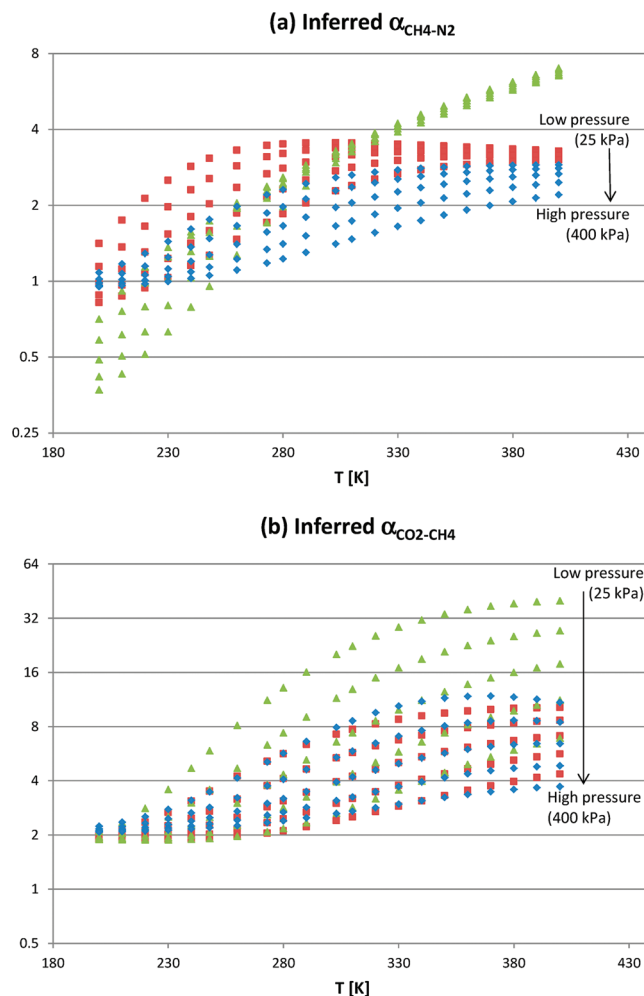 (a) Inferred αCH4-N2
8
4
2
1
0.5
0.25
Low pressure
(25 kPa)
High pressure
(400 kPa)
180
230
280
330
380
430
T [K]
(b) Inferred αCO2-CH4
64
32
16
8
4
2
1
0.5
Low pressure
(25 kPa)
High pressure
(400 kPa)
180
230
280
330
380
430
T [K]